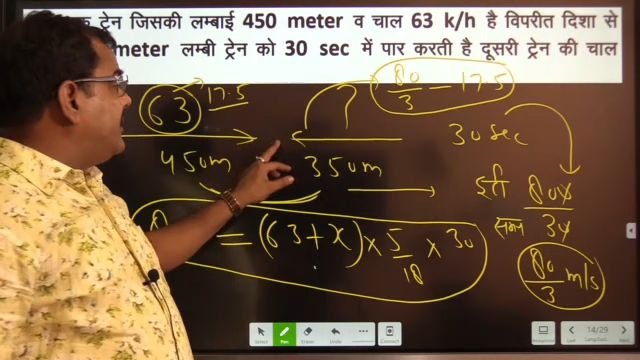 ट्रेन जिसकी लम्बाई 450 meter व चाल 63 k/h है विपरीत दिशा से
meter लम्बी ट्रेन को 30 sec में पार करती है दूसरी ट्रेन की चाल
63 17.5 ? 80/3 - 17.5
30 sec
450m 350m
800/30
= (63 + x) × 5/18 × 30
80/3 m/s
Select Pen Eraser Undo Connect
14/29